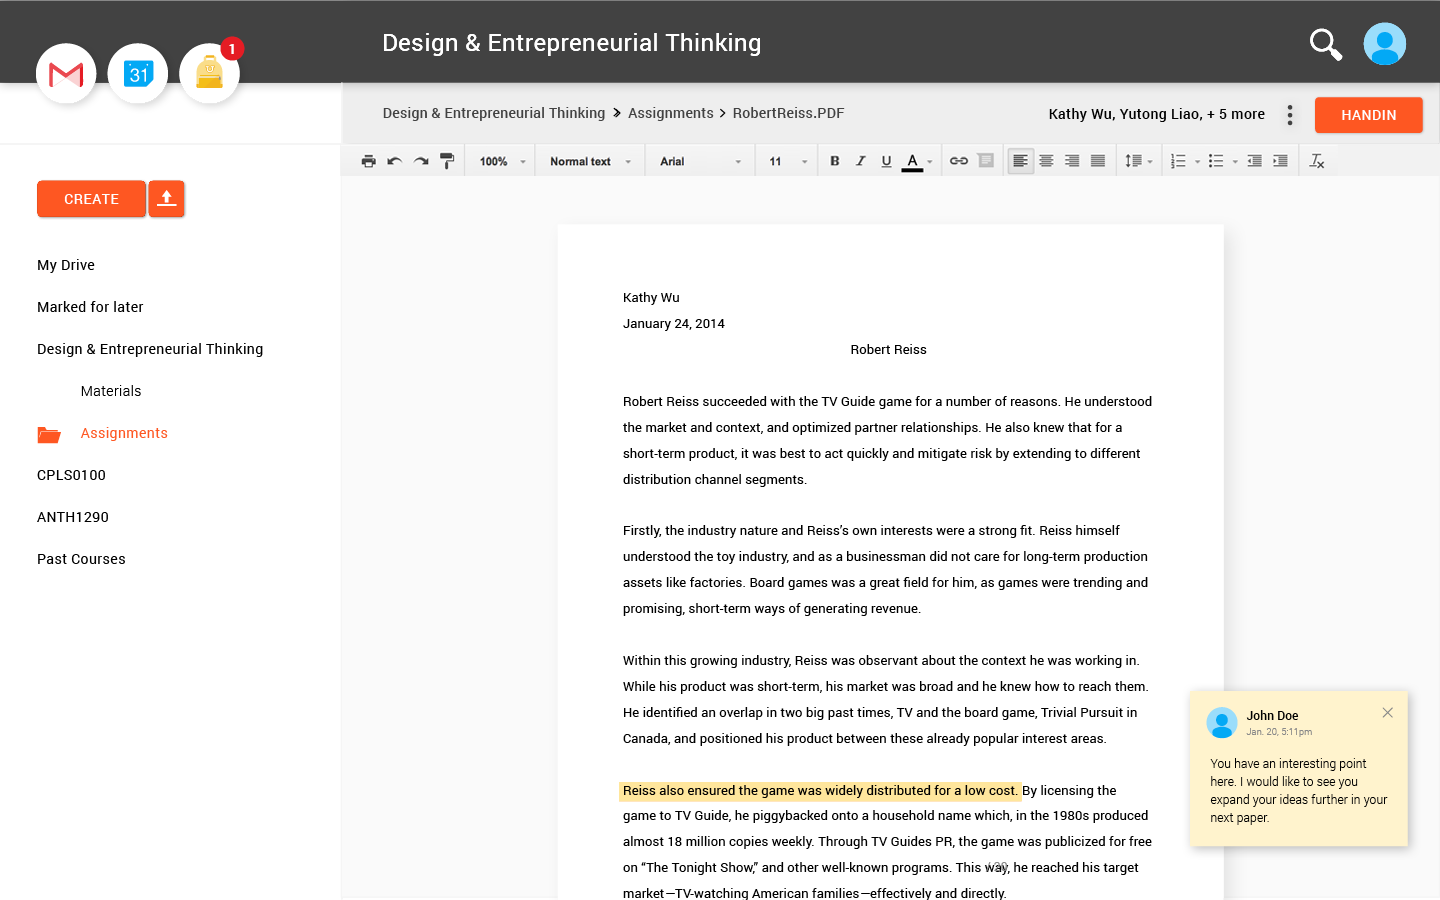 Design & Entrepreneurial Thinking
31
1
Design & Entrepreneurial Thinking > Assignments > RobertReiss.PDF
Kathy Wu, Yutong Liao, + 5 more
HANDIN
100%
Normal text
Arial
11
B I U A
CREATE
My Drive
Marked for later
Design & Entrepreneurial Thinking
Materials
Assignments
CPLS0100
ANTH1290
Past Courses
Kathy Wu
January 24, 2014
Robert Reiss
Robert Reiss succeeded with the TV Guide game for a number of reasons. He understood
the market and context, and optimized partner relationships. He also knew that for a
short-term product, it was best to act quickly and mitigate risk by extending to different
distribution channel segments.
Firstly, the industry nature and Reiss’s own interests were a strong fit. Reiss himself
understood the toy industry, and as a businessman did not care for long-term production
assets like factories. Board games was a great field for him, as games were trending and
promising, short-term ways of generating revenue.
Within this growing industry, Reiss was observant about the context he was working in.
While his product was short-term, his market was broad and he knew how to reach them.
He identified an overlap in two big past times, TV and the board game, Trivial Pursuit in
Canada, and positioned his product between these already popular interest areas.
Reiss also ensured the game was widely distributed for a low cost. By licensing the
game to TV Guide, he piggybacked onto a household name which, in the 1980s produced
almost 18 million copies weekly. Through TV Guides PR, the game was publicized for free
on “The Tonight Show,” and other well-known programs. This way, he reached his target
market—TV-watching American families—effectively and directly.
John Doe
Jan. 20, 5:11pm
You have an interesting point
here. I would like to see you
expand your ideas further in your
next paper.